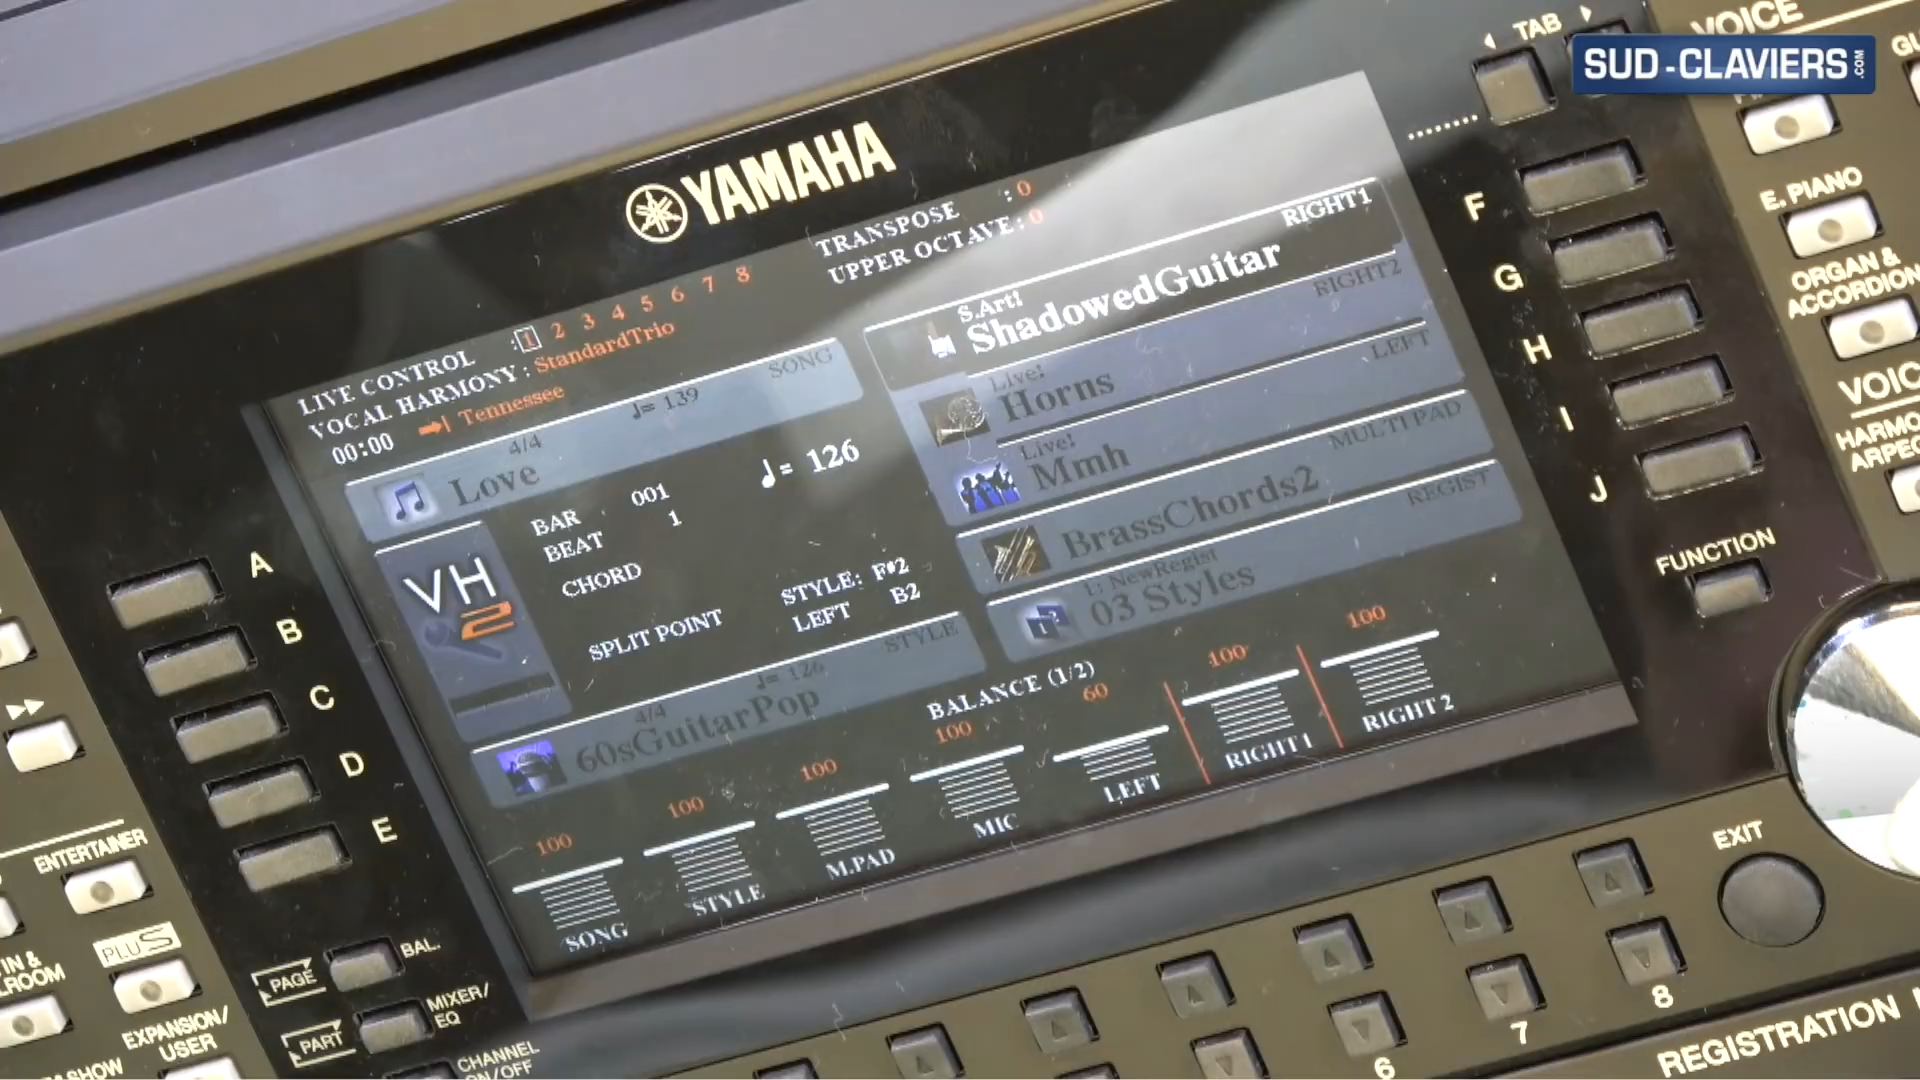 SUD-CLAVIERS.COM
TAB
VOICE
YAMAHA
TRANSPOSE : 0
UPPER OCTAVE : 0
LIVE CONTROL : 1 2 3 4 5 6 7 8
VOCAL HARMONY : StandardTrio
00:00 Tennessee
SONG
4/4 ♩= 139
Love
BAR 001
BEAT 1
♩= 126
CHORD
STYLE: F#2
SPLIT POINT LEFT B2
VH
2
STYLE
4/4 ♩= 126
60sGuitarPop
RIGHT1
S.Art!
ShadowedGuitar
RIGHT2
Live!
Horns
LEFT
Live!
Mmh
MULTI PAD
BrassChords2
REGIST
1: NewRegist
03 Styles
BALANCE (1/2)
100 100 100 100 60 100 100
SONG STYLE M.PAD MIC LEFT RIGHT1 RIGHT2
A
B
C
D
E
F
G
H
I
J
E. PIANO
ORGAN &
ACCORDION
FUNCTION
EXIT
ENTERTAINER
PLUS
IN &
EXPANSION/
USER
PAGE
BAL.
PART
MIXER/
EQ
CHANNEL
ON/OFF
6
7
8
REGISTRATION